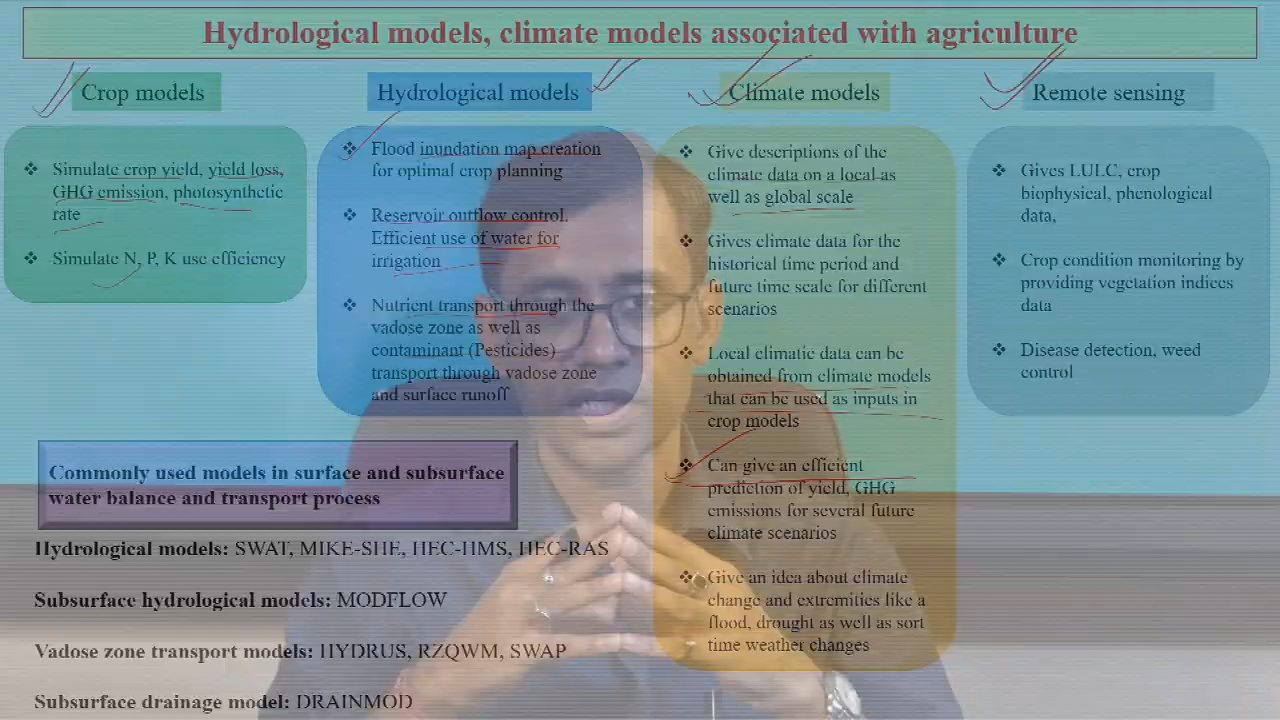 Hydrological models, climate models associated with agriculture
Crop models
❖ Simulate crop yield, yield loss,
GHG emission, photosynthetic
rate
❖ Simulate N, P, K use efficiency
Hydrological models
❖ Flood inundation map creation
for optimal crop planning
❖ Reservoir outflow control,
Efficient use of water for
irrigation
❖ Nutrient transport through the
vadose zone as well as
contaminant (Pesticides)
transport through vadose zone
and surface runoff
Climate models
❖ Give descriptions of the
climate data on a local as
well as global scale
❖ Gives climate data for the
historical time period and
future time scale for different
scenarios
❖ Local climatic data can be
obtained from climate models
that can be used as inputs in
crop models
❖ Can give an efficient
prediction of yield, GHG
emissions for several future
climate scenarios
❖ Give an idea about climate
change and extremities like a
flood, drought as well as sort
time weather changes
Remote sensing
❖ Gives LULC, crop
biophysical, phenological
data,
❖ Crop condition monitoring by
providing vegetation indices
data
❖ Disease detection, weed
control
Commonly used models in surface and subsurface
water balance and transport process
Hydrological models: SWAT, MIKE-SHE, HEC-HMS, HEC-RAS
Subsurface hydrological models: MODFLOW
Vadose zone transport models: HYDRUS, RZQWM, SWAP
Subsurface drainage model: DRAINMOD